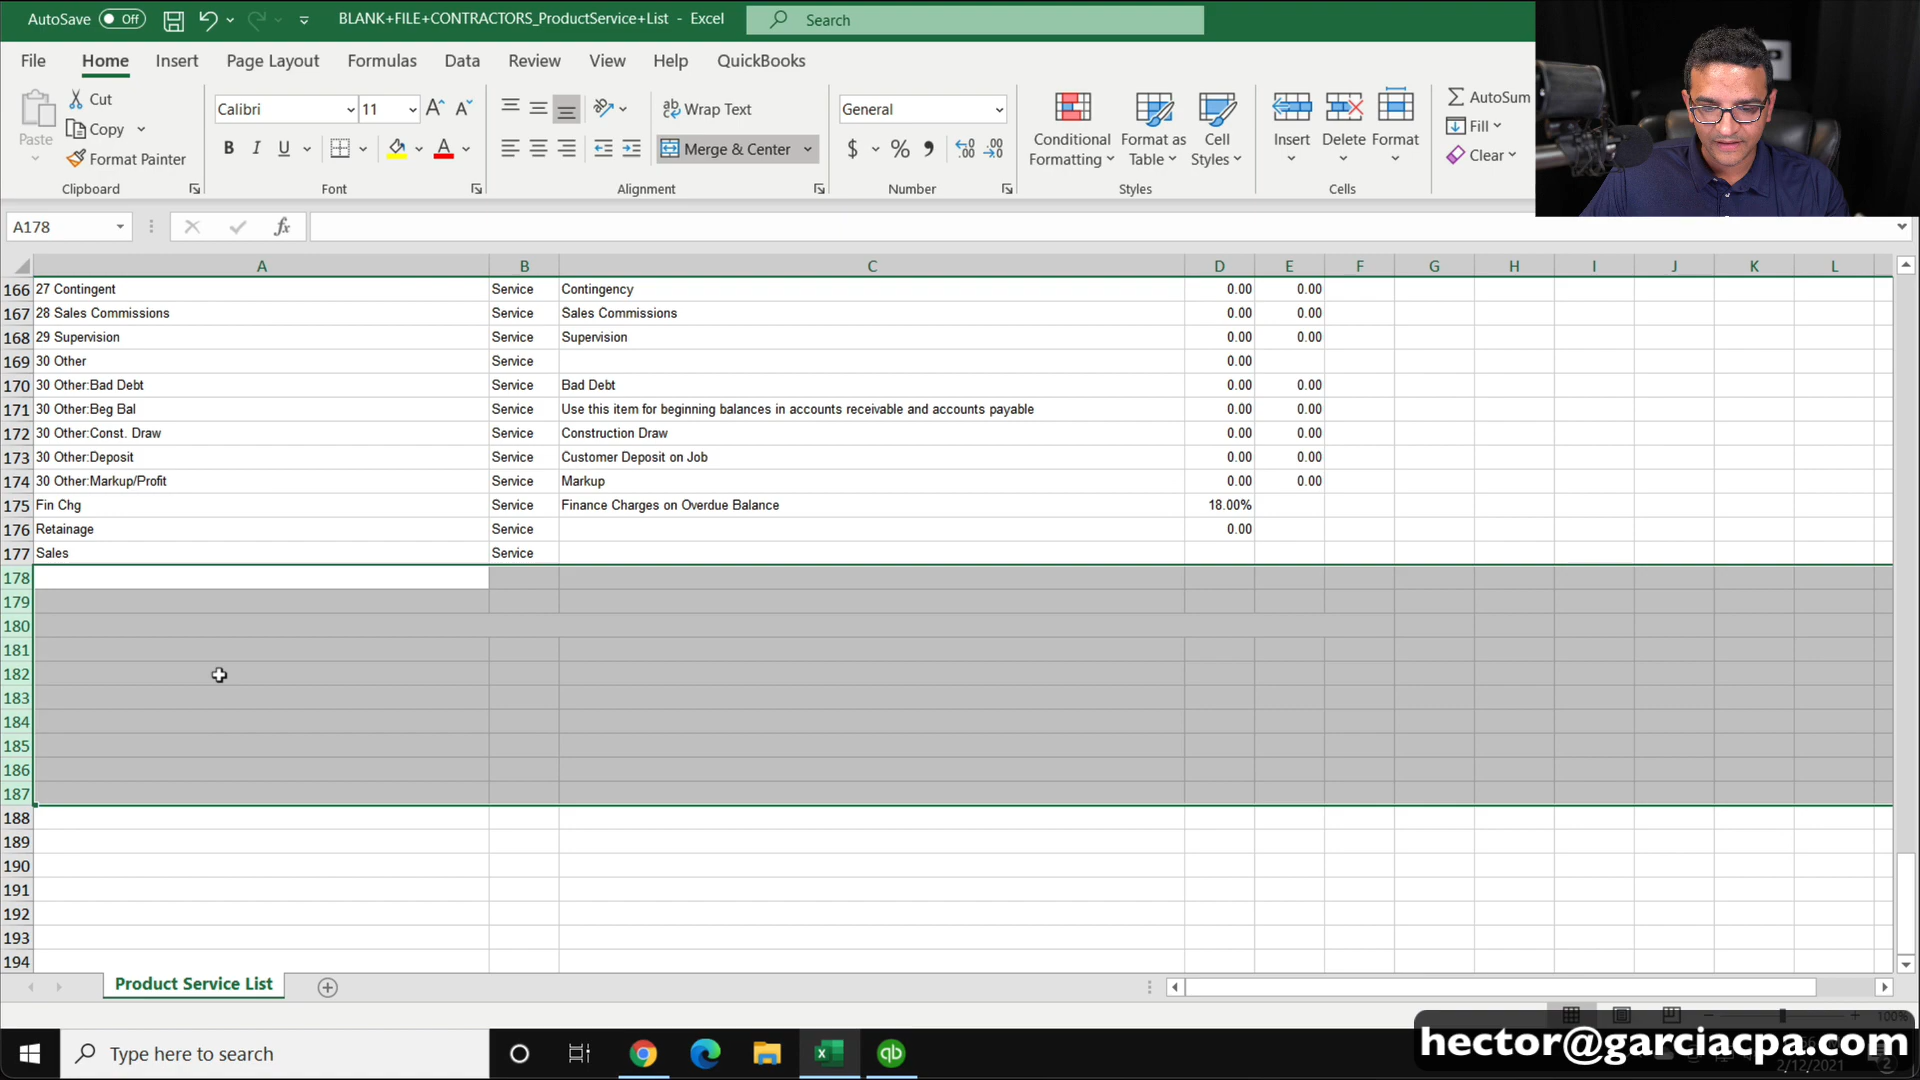 AutoSave Off BLANK+FILE+CONTRACTORS_ProductService+List - Excel Search
File Home Insert Page Layout Formulas Data Review View Help QuickBooks
Paste Cut Copy Format Painter Clipboard
Calibri 11 B I U A Font
Wrap Text Merge & Center Alignment
General $ % 9 Number
Conditional Formatting Format as Table Cell Styles Styles
Insert Delete Format Cells
AutoSum Fill Clear
A178 fx
A B C D E F G H I J K L
166 27 Contingent Service Contingency 0.00 0.00
167 28 Sales Commissions Service Sales Commissions 0.00 0.00
168 29 Supervision Service Supervision 0.00 0.00
169 30 Other Service 0.00
170 30 Other:Bad Debt Service Bad Debt 0.00 0.00
171 30 Other:Beg Bal Service Use this item for beginning balances in accounts receivable and accounts payable 0.00 0.00
172 30 Other:Const. Draw Service Construction Draw 0.00 0.00
173 30 Other:Deposit Service Customer Deposit on Job 0.00 0.00
174 30 Other:Markup/Profit Service Markup 0.00 0.00
175 Fin Chg Service Finance Charges on Overdue Balance 18.00%
176 Retainage Service 0.00
177 Sales Service
178
179
180
181
182
183
184
185
186
187
188
189
190
191
192
193
194
Product Service List
100%
Type here to search qb
hector@garciacpa.com
2/12/2021